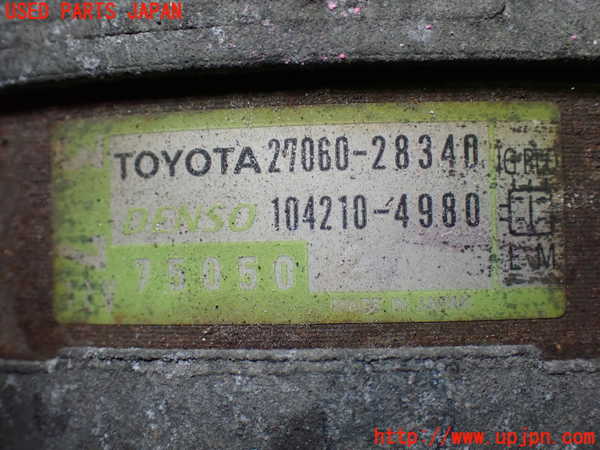 USED PARTS JAPAN
TOYOTA 27060-28340
DENSO 104210-4980
75050
MADE IN JAPAN
http://www.upjpn.com/